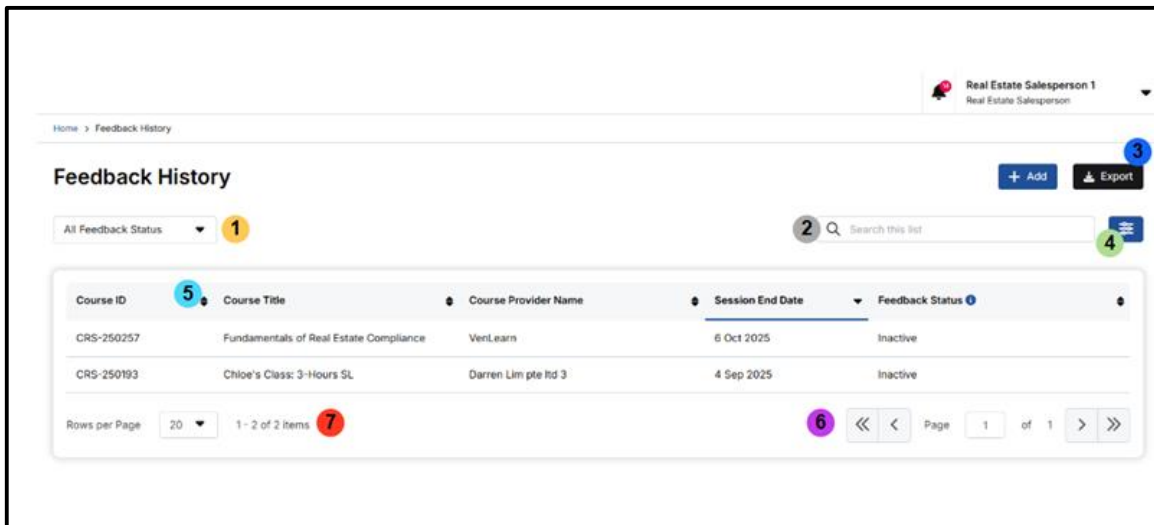 Real Estate Salesperson 1
Real Estate Salesperson
Home > Feedback History
3
Feedback History
+ Add
Export
All Feedback Status
1
2
Search this list
4
Course ID
5
Course Title
Course Provider Name
Session End Date
Feedback Status
CRS-250257 Fundamentals of Real Estate Compliance VenLearn 6 Oct 2025 Inactive
CRS-250193 Chloe's Class: 3-Hours SL Darren Lim pte ltd 3 4 Sep 2025 Inactive
Rows per Page 20 1 - 2 of 2 items 7
6 Page 1 of 1